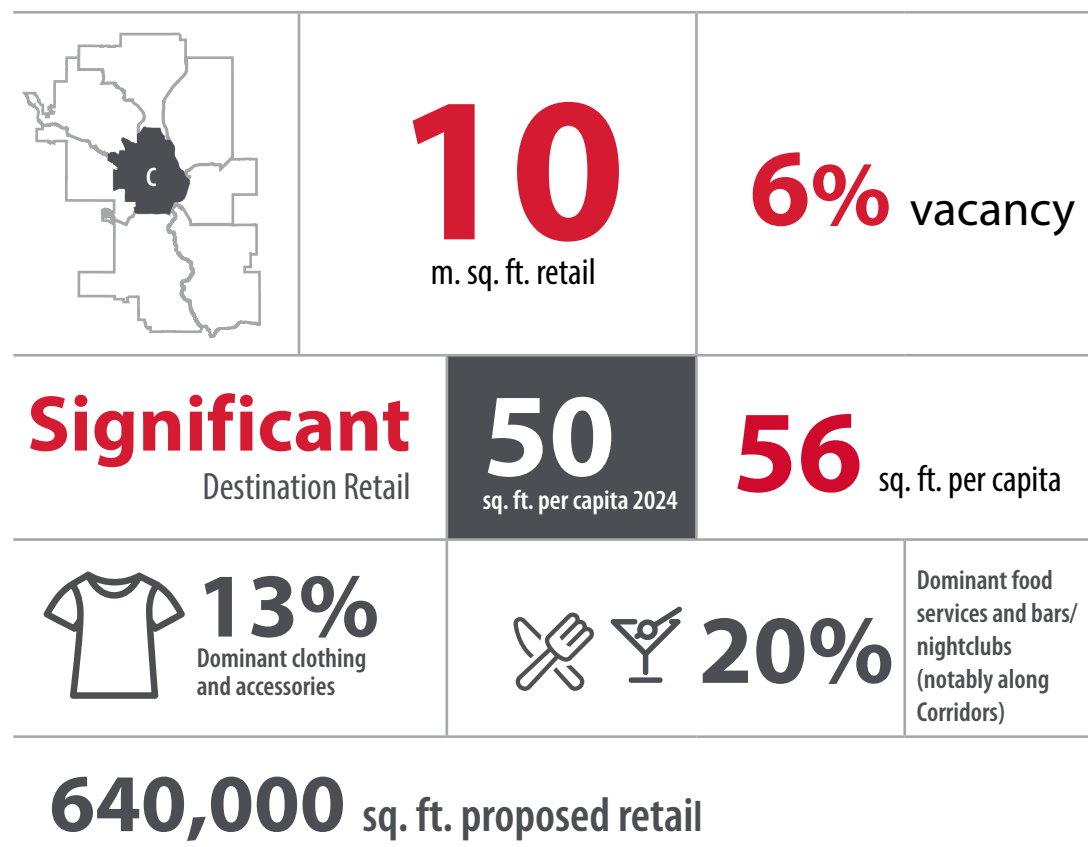 C
10
m. sq. ft. retail
6% vacancy
Significant
Destination Retail
50
sq. ft. per capita 2024
56 sq. ft. per capita
13%
Dominant clothing
and accessories
20%
Dominant food
services and bars/
nightclubs
(notably along
Corridors)
640,000 sq. ft. proposed retail